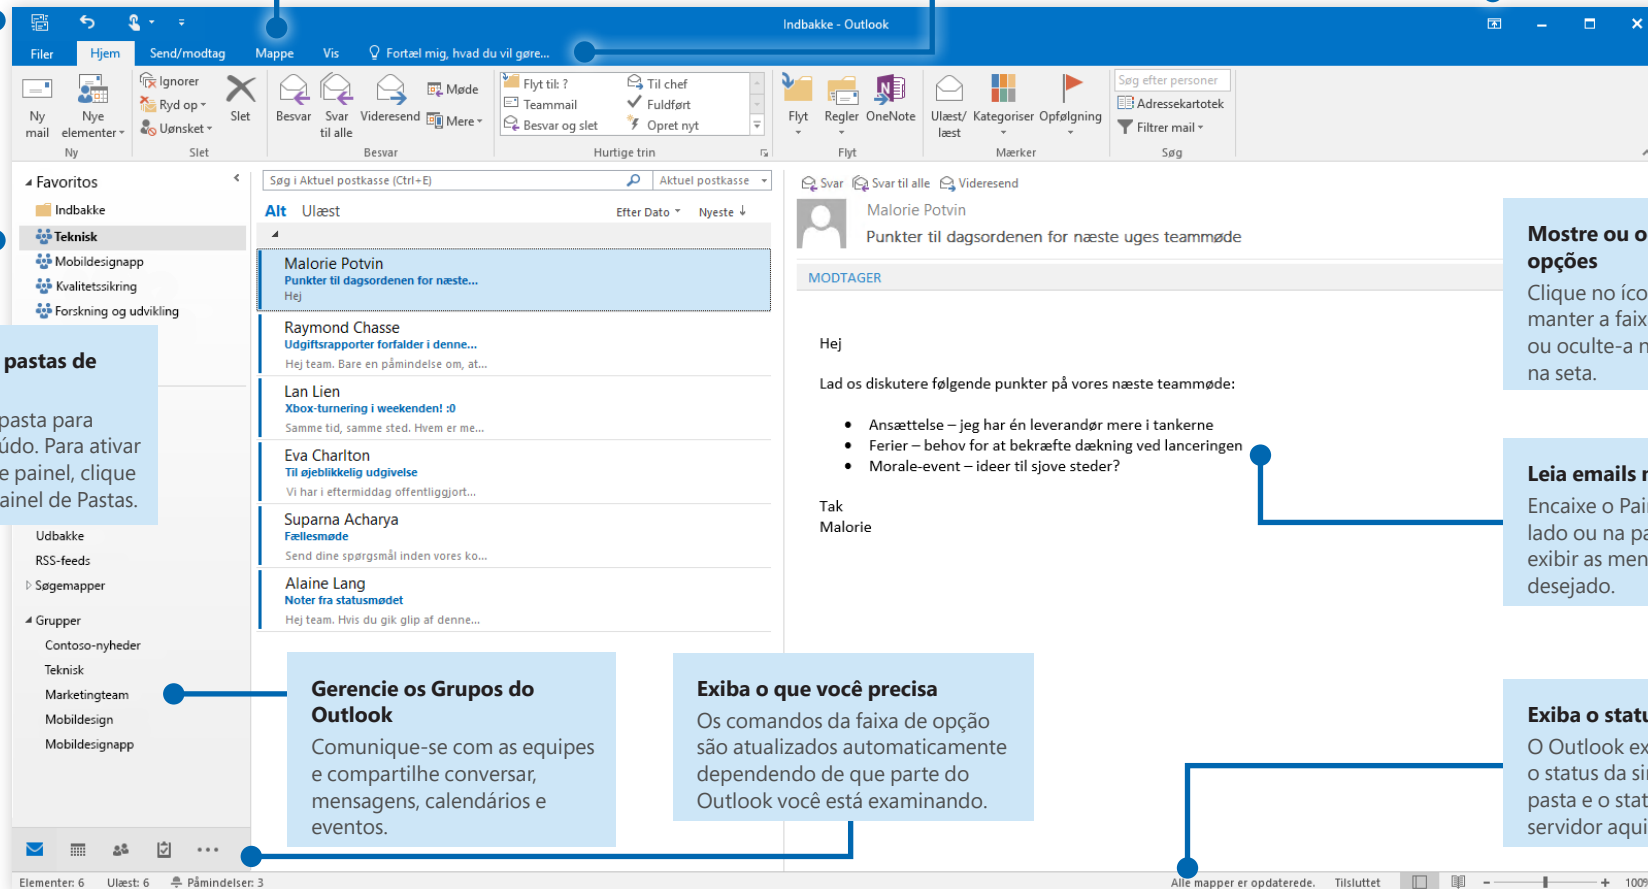 Indbakke - Outlook
Filer Hjem Send/modtag Mappe Vis Fortæl mig, hvad du vil gøre...
Ny mail
Nye elementer
Ny
Ignorer
Ryd op
Uønsket
Slet
Slet
Besvar
Svar til alle
Videresend
Møde
Mere
Besvar
Flyt til: ?
Teammail
Besvar og slet
Til chef
Fuldført
Opret nyt
Hurtige trin
Flyt
Regler
OneNote
Flyt
Ulæst/ læst
Kategoriser
Opfølgning
Mærker
Søg efter personer
Adressekartotek
Filtrer mail
Søg
Favoritos
Indbakke
Teknisk
Mobildesignapp
Kvalitetssikring
Forskning og udvikling
pastas de
pasta para
údo. Para ativar
e painel, clique
ainel de Pastas.
Udbakke
RSS-feeds
Søgemapper
Grupper
Contoso-nyheder
Teknisk
Marketingteam
Mobildesign
Mobildesignapp
Søg i Aktuel postkasse (Ctrl+E) Aktuel postkasse
Alt Ulæst Efter Dato Nyeste ↓
Malorie Potvin
Punkter til dagsordenen for næste...
Hej
Raymond Chasse
Udgiftsrapporter forfalder i denne...
Hej team. Bare en påmindelse om, at...
Lan Lien
Xbox-turnering i weekenden! :0
Samme tid, samme sted. Hvem er me...
Eva Charlton
Til øjeblikkelig udgivelse
Vi har i eftermiddag offentliggjort...
Suparna Acharya
Fællesmøde
Send dine spørgsmål inden vores ko...
Alaine Lang
Noter fra statusmødet
Hej team. Hvis du gik glip af denne...
Svar Svar til alle Videresend
Malorie Potvin
Punkter til dagsordenen for næste uges teammøde
MODTAGER
Hej
Lad os diskutere følgende punkter på vores næste teammøde:
• Ansættelse – jeg har én leverandør mere i tankerne
• Ferier – behov for at bekræfte dækning ved lanceringen
• Morale-event – ideer til sjove steder?
Tak
Malorie
Mostre ou o
opções
Clique no íco
manter a faix
ou oculte-a n
na seta.
Leia emails
Encaixe o Pai
lado ou na pa
exibir as men
desejado.
Gerencie os Grupos do
Outlook
Comunique-se com as equipes
e compartilhe conversar,
mensagens, calendários e
eventos.
Exiba o que você precisa
Os comandos da faixa de opção
são atualizados automaticamente
dependendo de que parte do
Outlook você está examinando.
Exiba o statu
O Outlook ex
o status da si
pasta e o stat
servidor aqui
Elementer: 6 Ulæst: 6 Påmindelser: 3 Alle mapper er opdaterede. Tilsluttet 100%